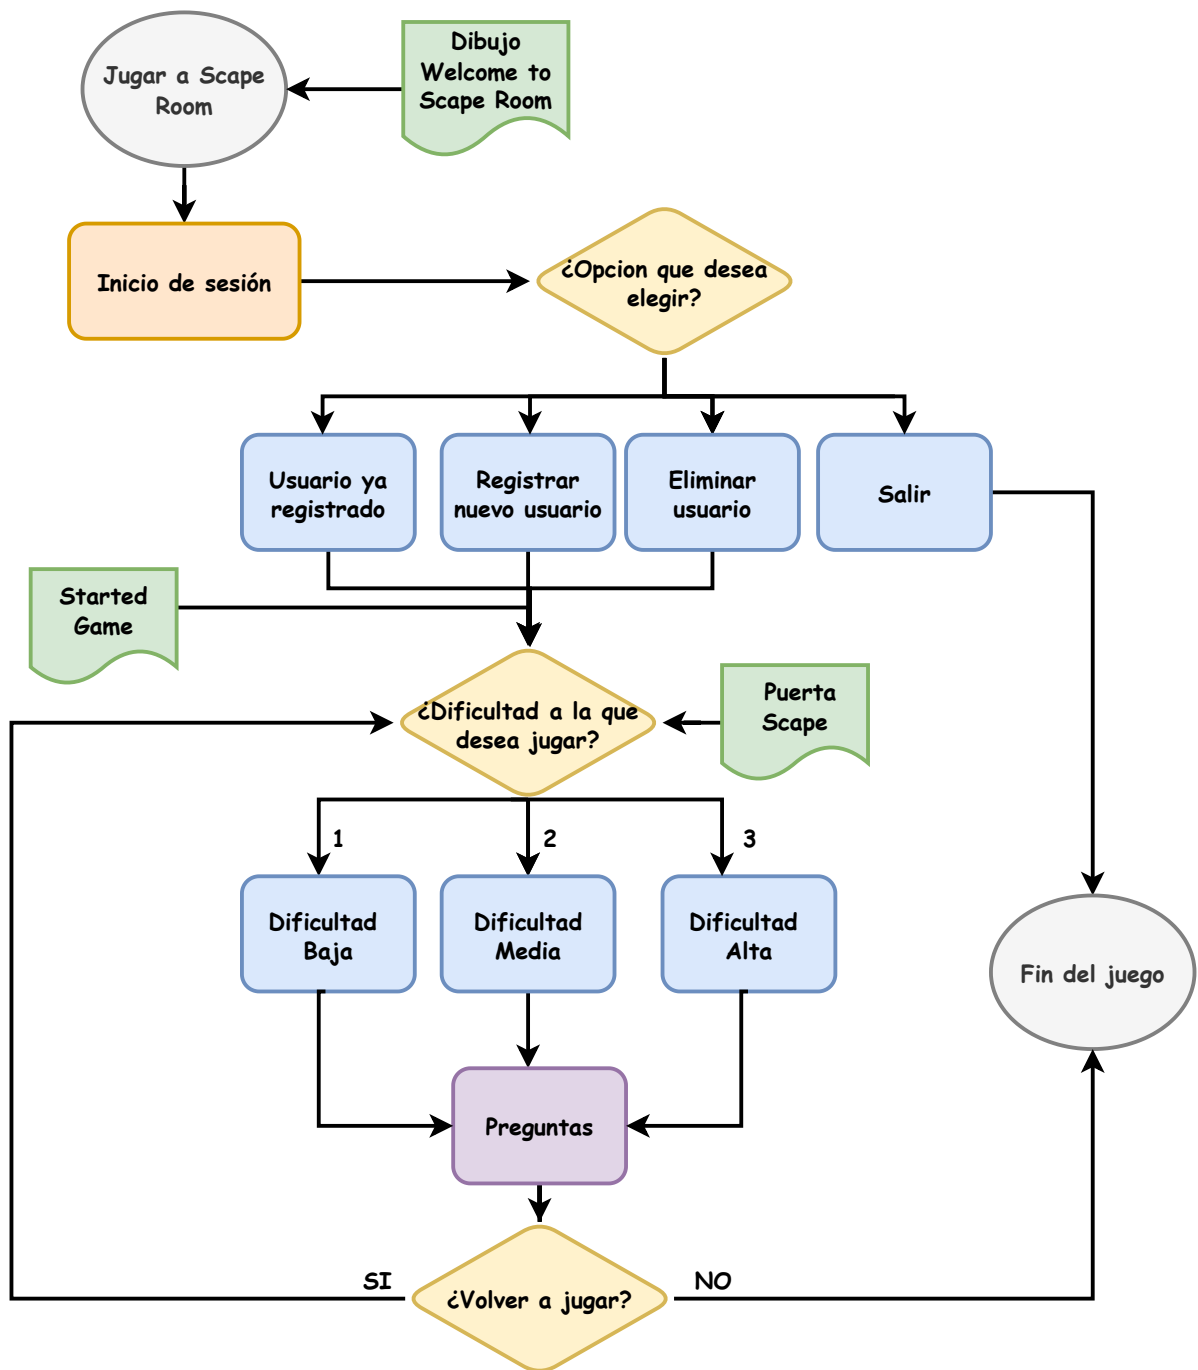 Jugar a Scape
Room
Dibujo
Welcome to
Scape Room
Inicio de sesión
¿Opcion que desea
elegir?
Usuario ya
registrado
Registrar
nuevo usuario
Eliminar
usuario
Salir
Started
Game
¿Dificultad a la que
desea jugar?
Puerta
Scape
1
2
3
Dificultad
Baja
Dificultad
Media
Dificultad
Alta
Fin del juego
Preguntas
SI
¿Volver a jugar?
NO